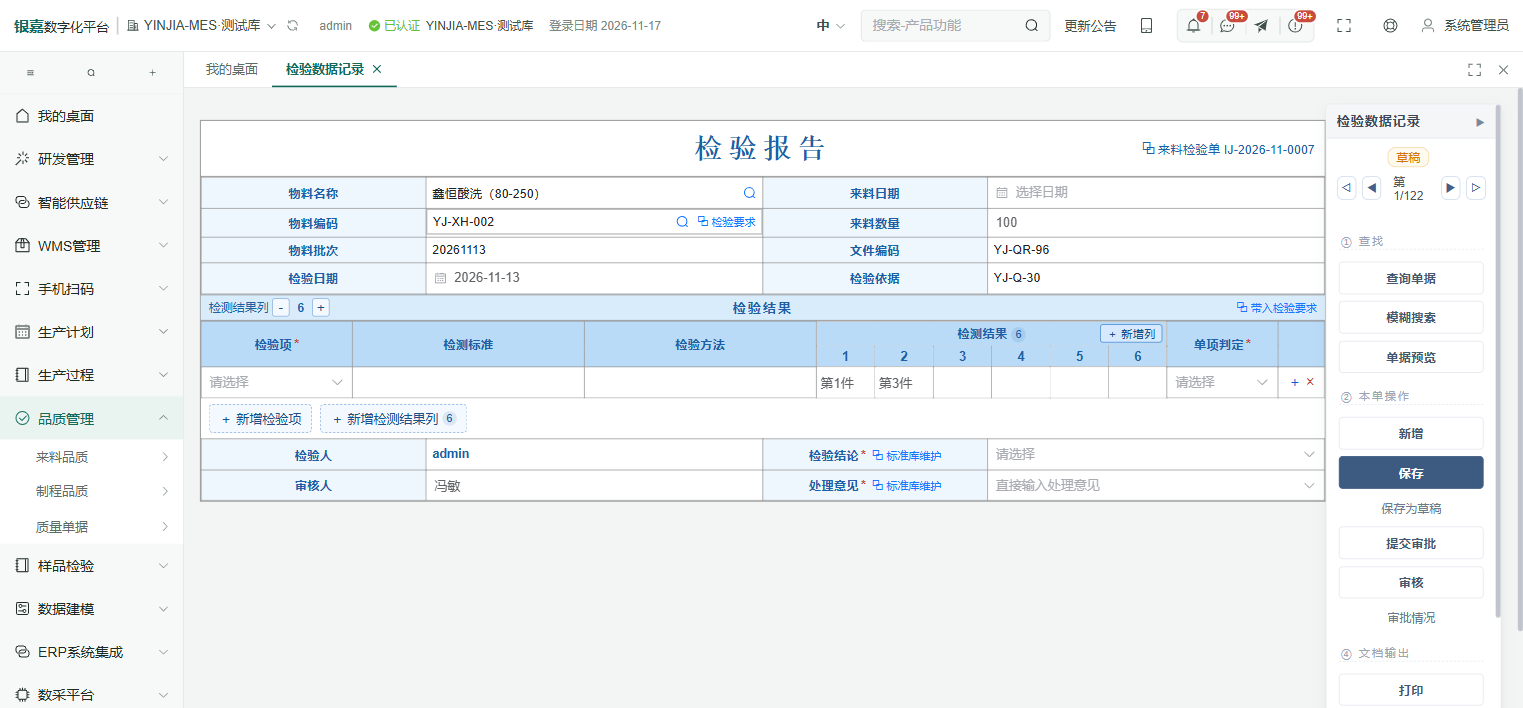 银嘉数字化平台 YINJIA-MES·测试库 admin 已认证 YINJIA-MES·测试库 登录日期 2026-11-17 中 搜索-产品功能 更新公告 7 99+ 99+ 系统管理员
我的桌面 检验数据记录
我的桌面
研发管理
智能供应链
WMS管理
手机扫码
生产计划
生产过程
品质管理
来料品质
制程品质
质量单据
样品检验
数据建模
ERP系统集成
数采平台
检验报告 来料检验单 IJ-2026-11-0007
物料名称 鑫恒酸洗（80-250） 来料日期 选择日期
物料编码 YJ-XH-002 检验要求 来料数量 100
物料批次 20261113 文件编码 YJ-QR-96
检验日期 2026-11-13 检验依据 YJ-Q-30
检测结果列 - 6 + 检验结果 带入检验要求
检验项* 检测标准 检验方法 检测结果 6 + 新增列 单项判定*
1 2 3 4 5 6
请选择 第1件 第3件 请选择 + ×
+ 新增检验项 + 新增检测结果列 6
检验人 admin 检验结论* 标准库维护 请选择
审核人 冯敏 处理意见* 标准库维护 直接输入处理意见
检验数据记录
草稿
第
1/122
① 查找
查询单据
模糊搜索
单据预览
② 本单操作
新增
保存
保存为草稿
提交审批
审核
审批情况
④ 文档输出
打印